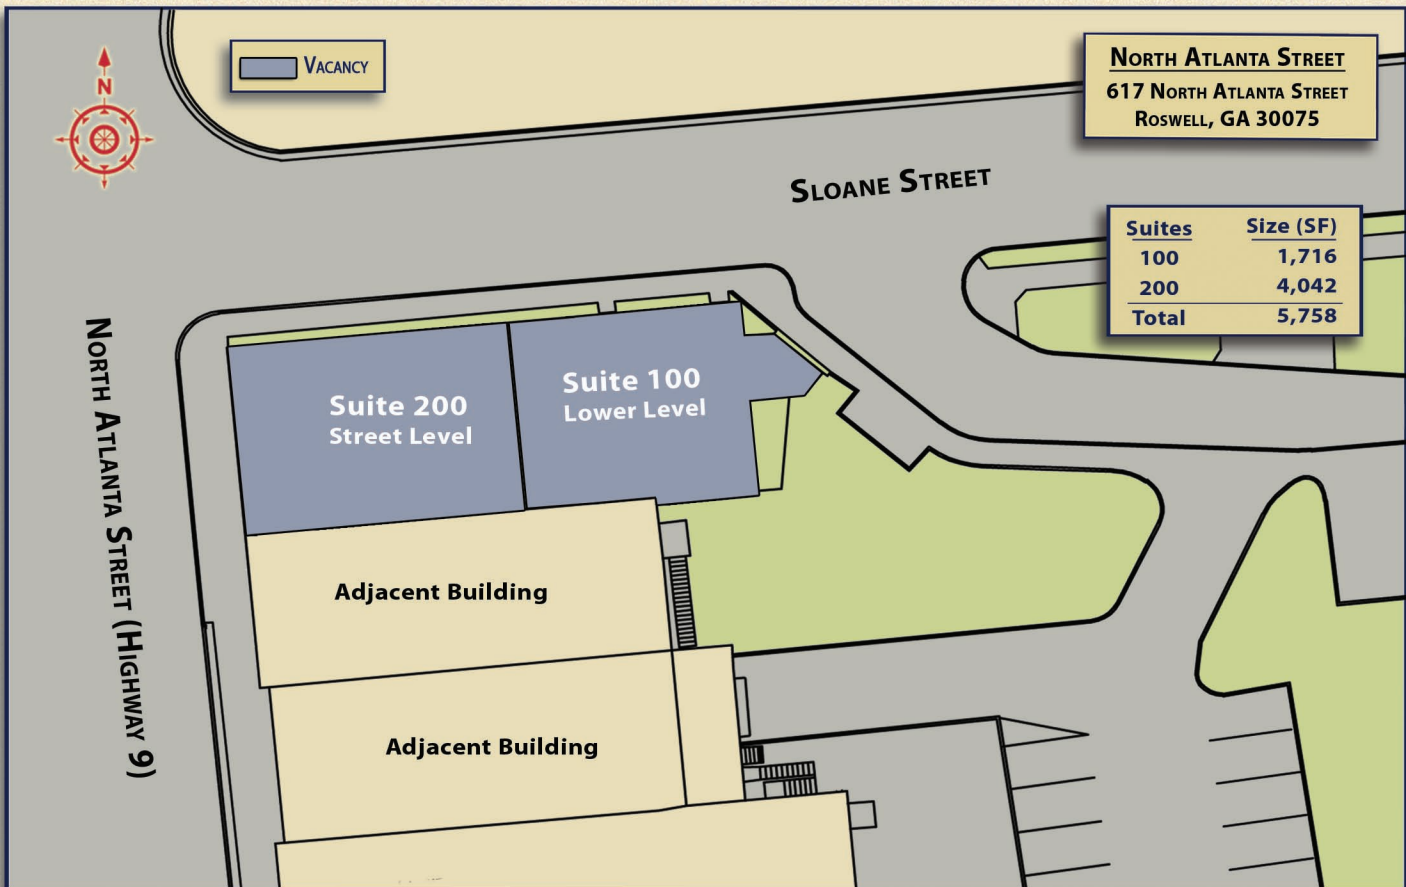 N
Vacancy
North Atlanta Street
617 North Atlanta Street
Roswell, GA 30075
Sloane Street
Suites Size (SF)
100 1,716
200 4,042
Total 5,758
North Atlanta Street (Highway 9)
Suite 200
Street Level
Suite 100
Lower Level
Adjacent Building
Adjacent Building